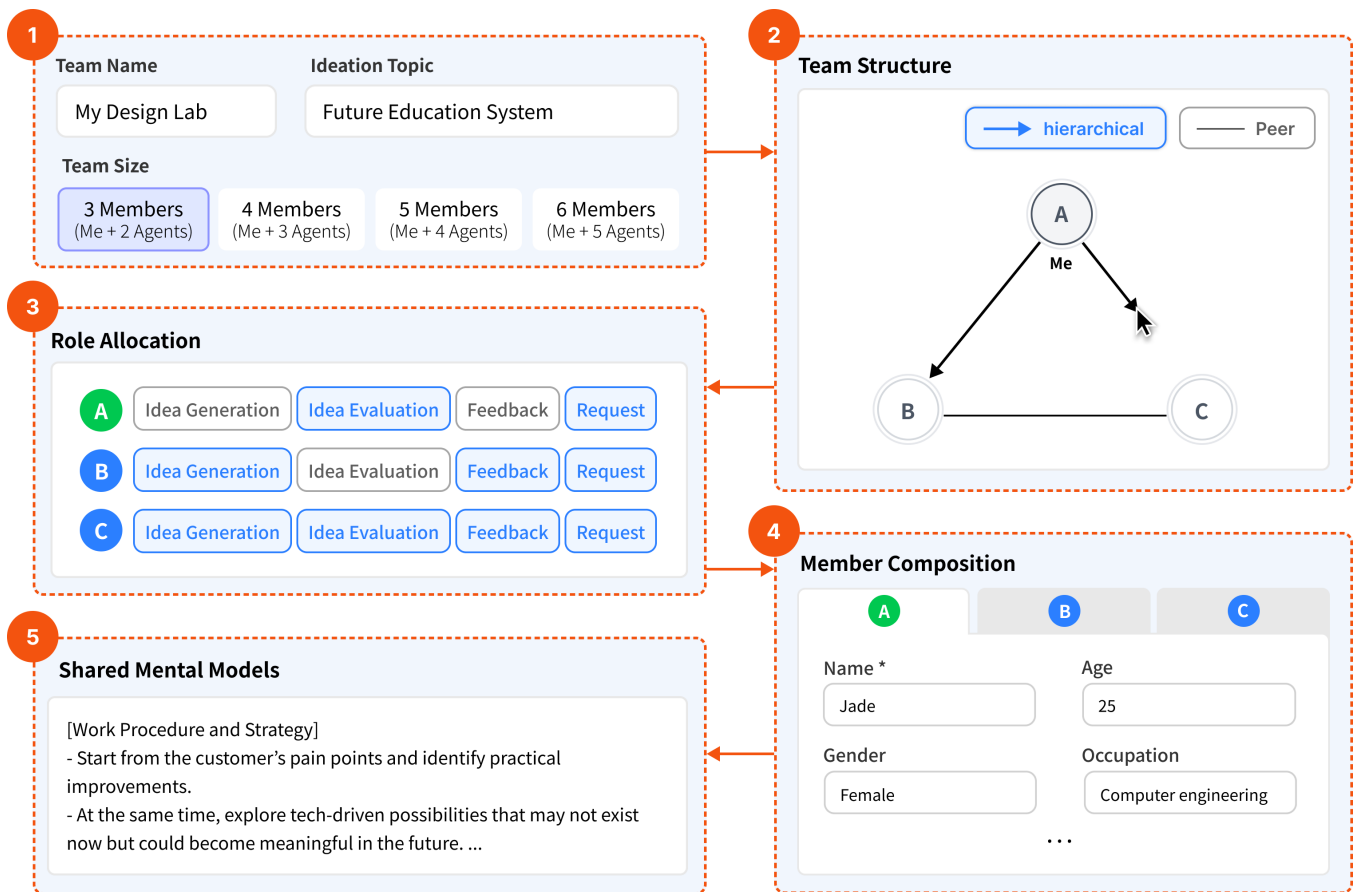 1
Team Name
Ideation Topic
My Design Lab
Future Education System
Team Size
3 Members
(Me + 2 Agents)
4 Members
(Me + 3 Agents)
5 Members
(Me + 4 Agents)
6 Members
(Me + 5 Agents)
2
Team Structure
hierarchical
Peer
A
Me
B
C
3
Role Allocation
A Idea Generation Idea Evaluation Feedback Request
B Idea Generation Idea Evaluation Feedback Request
C Idea Generation Idea Evaluation Feedback Request
4
Member Composition
A
B
C
Name *
Age
Jade
25
Gender
Occupation
Female
Computer engineering
...
5
Shared Mental Models
[Work Procedure and Strategy]
- Start from the customer’s pain points and identify practical
improvements.
- At the same time, explore tech-driven possibilities that may not exist
now but could become meaningful in the future. ...